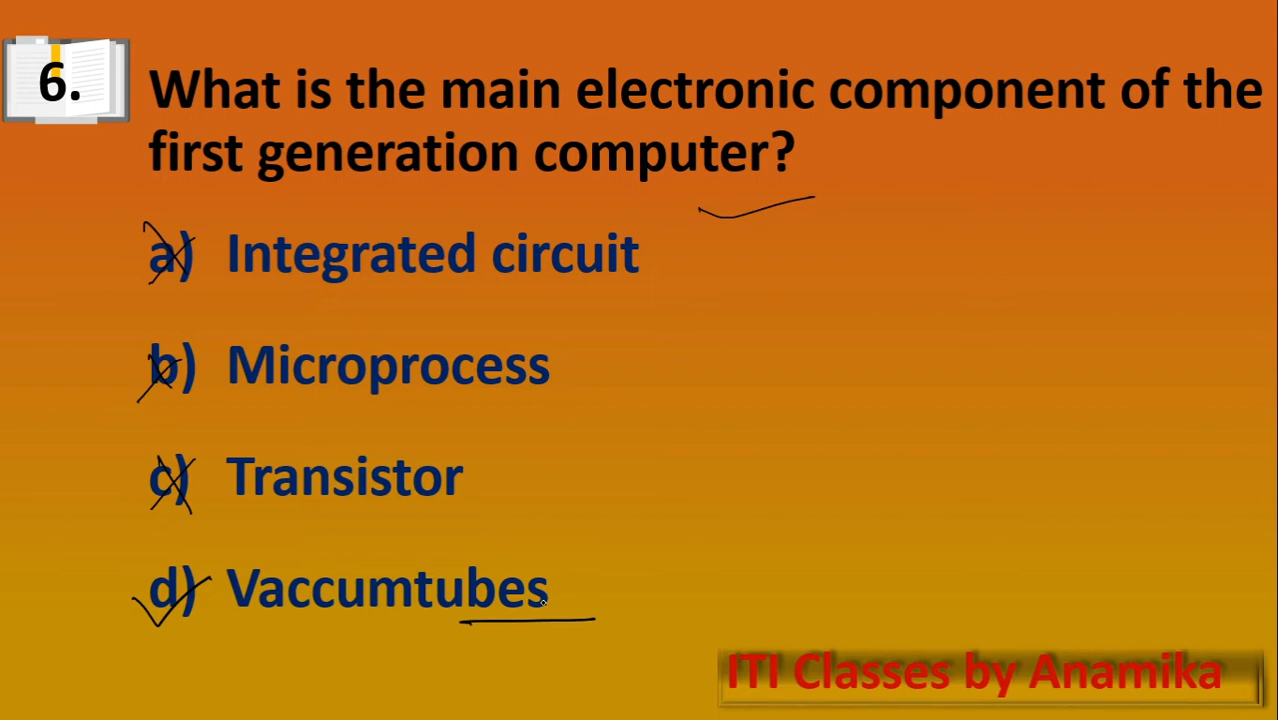 6.
What is the main electronic component of the
first generation computer?
a) Integrated circuit
b) Microprocess
c) Transistor
d) Vaccumtubes
ITI Classes by Anamika